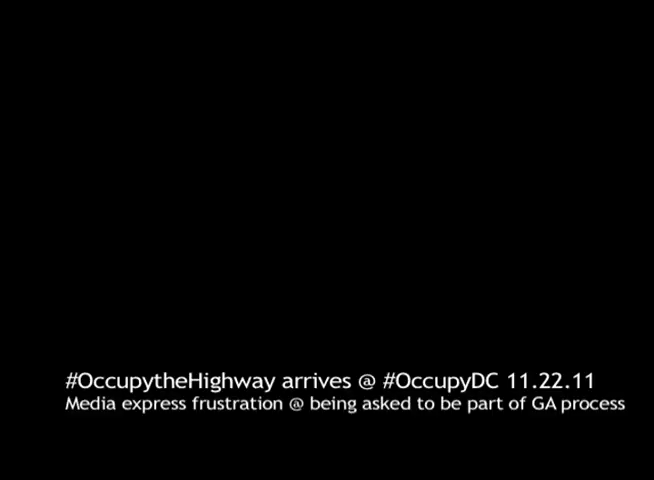 #OccupytheHighway arrives @ #OccupyDC 11.22.11
Media express frustration @ being asked to be part of GA process